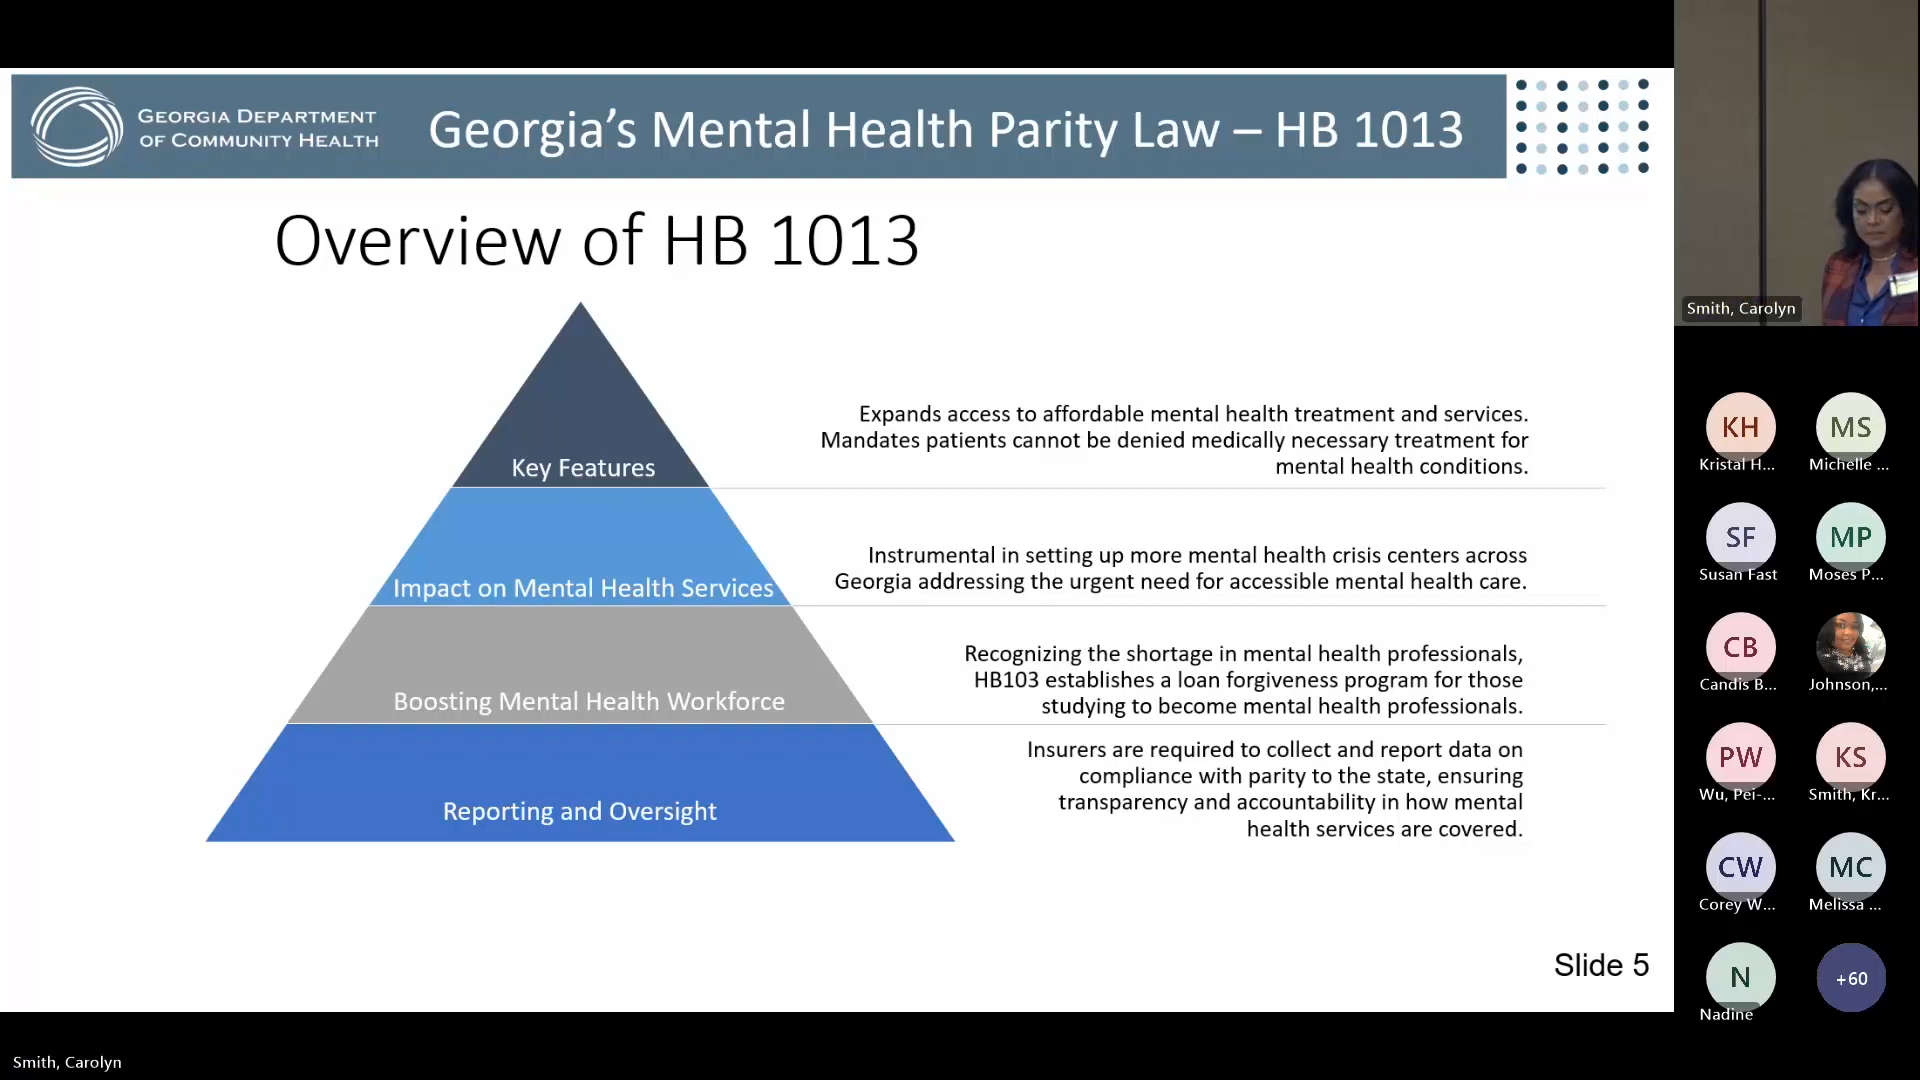 GEORGIA DEPARTMENT
OF COMMUNITY HEALTH
Georgia’s Mental Health Parity Law – HB 1013
Overview of HB 1013
Key Features
Expands access to affordable mental health treatment and services.
Mandates patients cannot be denied medically necessary treatment for
mental health conditions.
Impact on Mental Health Services
Instrumental in setting up more mental health crisis centers across
Georgia addressing the urgent need for accessible mental health care.
Boosting Mental Health Workforce
Recognizing the shortage in mental health professionals,
HB103 establishes a loan forgiveness program for those
studying to become mental health professionals.
Reporting and Oversight
Insurers are required to collect and report data on
compliance with parity to the state, ensuring
transparency and accountability in how mental
health services are covered.
Slide 5
Smith, Carolyn
KH
Kristal H...
MS
Michelle ...
SF
Susan Fast
MP
Moses P...
CB
Candis B...
Johnson,...
PW
Wu, Pei-...
KS
Smith, Kr...
CW
Corey W...
MC
Melissa ...
N
Nadine
+60
Smith, Carolyn